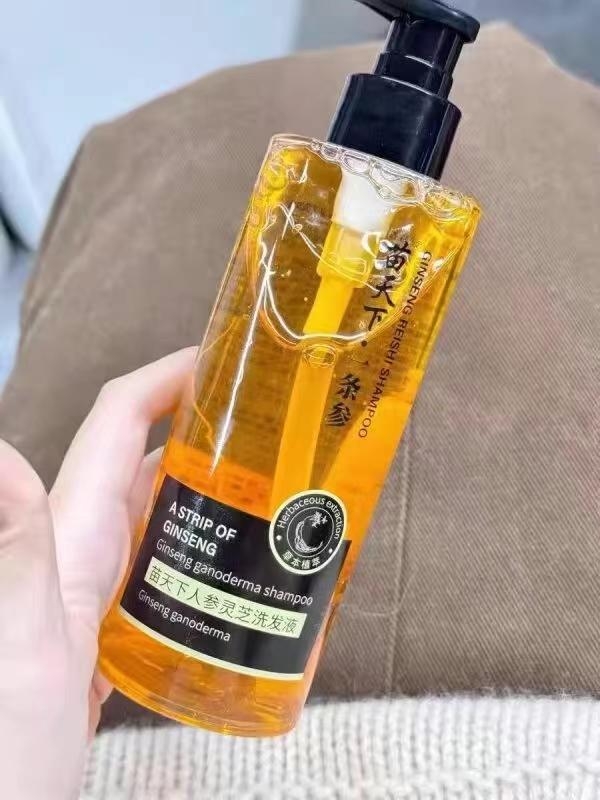 苗天下·一条参
GINSENG REISHI SHAMPOO
A STRIP OF
GINSENG
Ginseng ganoderma shampoo
苗天下人参灵芝洗发液
Ginseng ganoderma
Herbaceous extraction
草本植萃